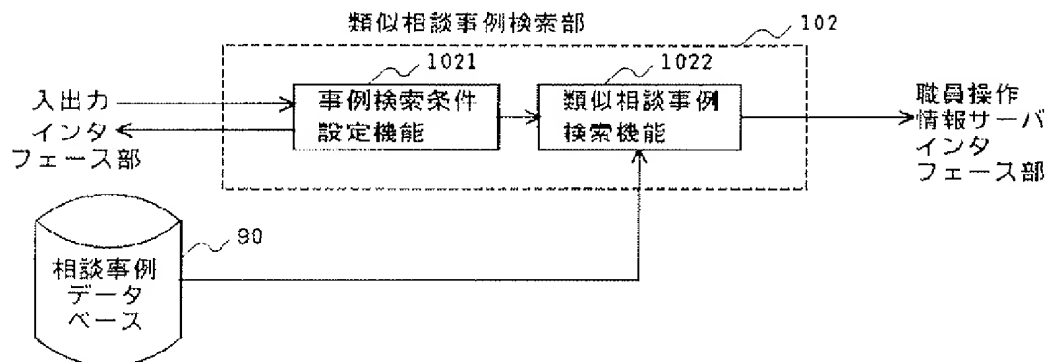 類似相談事例検索部
102
1021
1022
入出力
インタ
フェース部
事例検索条件
設定機能
類似相談事例
検索機能
職員操作
情報サーバ
インタ
フェース部
90
相談事例
データ
ベース